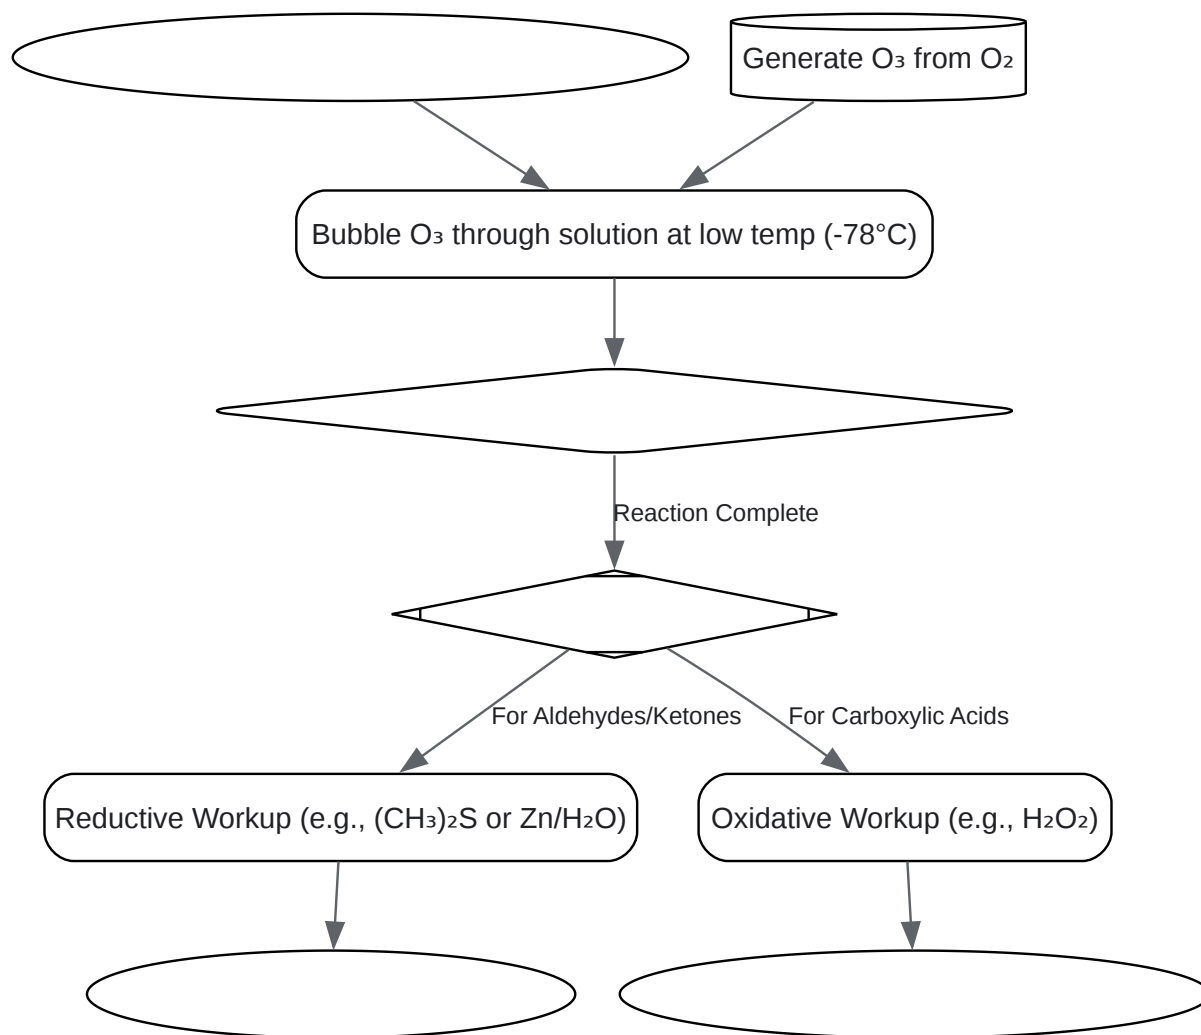 Generate O₃ from O₂
Bubble O₃ through solution at low temp (-78°C)
Reaction Complete
For Aldehydes/Ketones
For Carboxylic Acids
Reductive Workup (e.g., (CH₃)₂S or Zn/H₂O)
Oxidative Workup (e.g., H₂O₂)